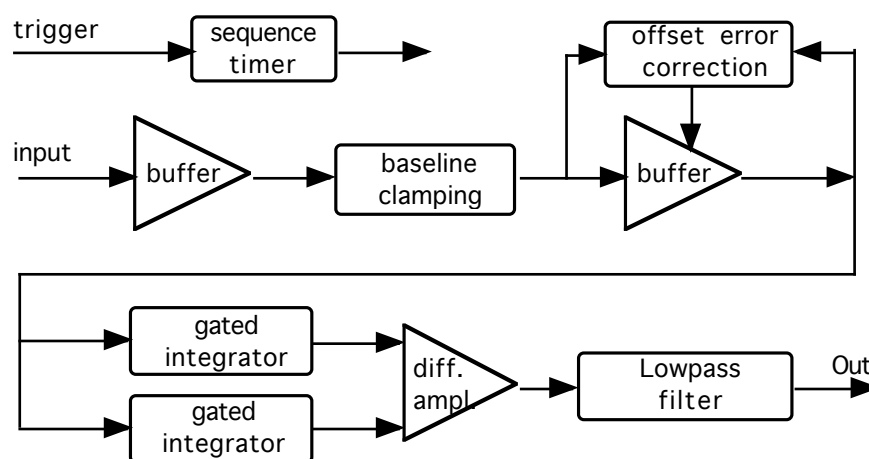 trigger
sequence
timer
offset error
correction
input
buffer
baseline
clamping
buffer
gated
integrator
diff.
ampl.
Lowpass
filter
Out
gated
integrator